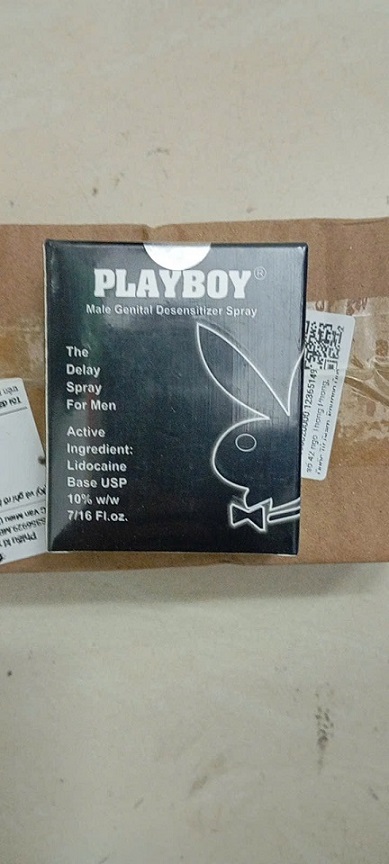 PLAYBOY®
Male Genital Desensitizer Spray
The
Delay
Spray
For Men
Active
Ingredient:
Lidocaine
Base USP
10% w/w
7/16 Fl.oz.